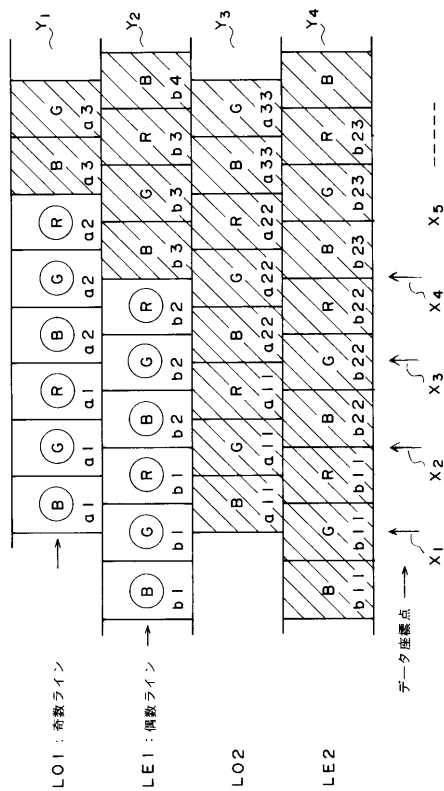 B G R B G R B G Y1
LO1：奇数ライン → a1 a1 a1 a2 a2 a2 a3 a3
B G R B G R B G R B Y2
LE1：偶数ライン → b1 b1 b1 b2 b2 b2 b3 b3 b3 b4
B G R B G R B G Y3
LO2 a11 a11 a11 a22 a22 a22 a33 a33
B G R B G R B G R B Y4
LE2 b11 b11 b11 b22 b22 b22 b23 b23 b23
データ座標点 → X1 X2 X3 X4 X5 -----